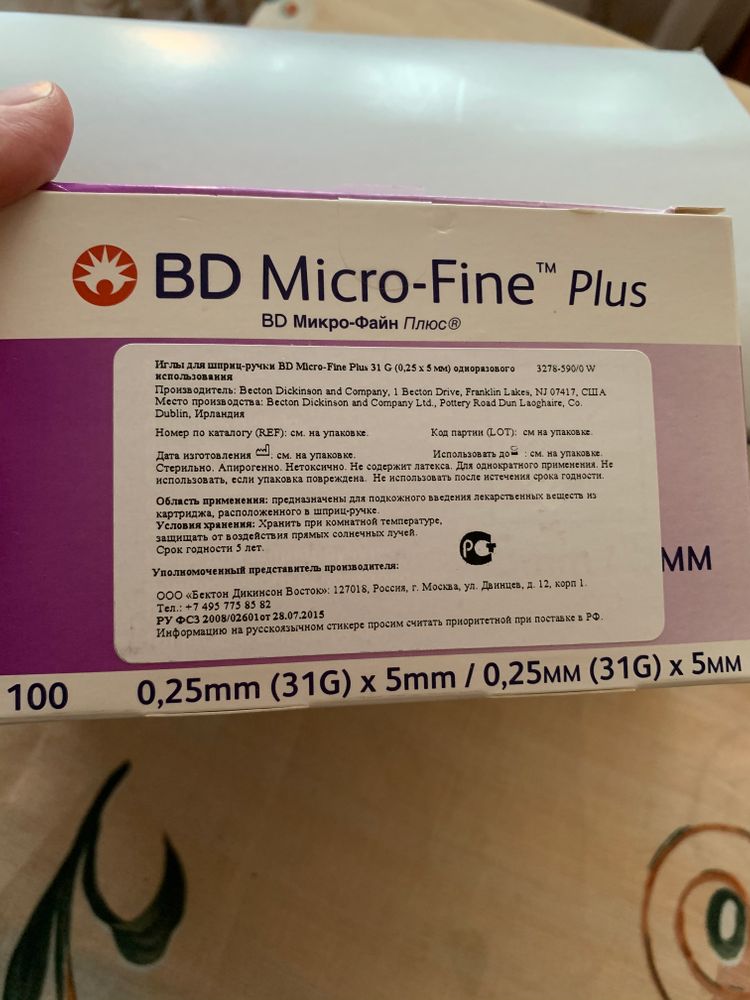 BD Micro-Fine™ Plus
BD Микро-Файн Плюс®
Иглы для шприц-ручки BD Micro-Fine Plus 31 G (0,25 x 5 мм) одноразового 3278-590/0 W
использования
Производитель: Becton Dickinson and Company, 1 Becton Drive, Franklin Lakes, NJ 07417, США
Место производства: Becton Dickinson and Company Ltd., Pottery Road Dun Laoghaire, Co.
Dublin, Ирландия
Номер по каталогу (REF): см. на упаковке. Код партии (LOT): см на упаковке.
Дата изготовления : см. на упаковке. Использовать до : см. на упаковке.
Стерильно. Апирогенно. Нетоксично. Не содержит латекса. Для однократного применения. Не
использовать, если упаковка повреждена. Не использовать после истечения срока годности.
Область применения: предназначены для подкожного введения лекарственных веществ из
картриджа, расположенного в шприц-ручке.
Условия хранения: Хранить при комнатной температуре,
защищать от воздействия прямых солнечных лучей.
Срок годности 5 лет.
РСТ
мм
Уполномоченный представитель производителя:
ООО «Бектон Дикинсон Восток»: 127018, Россия, г. Москва, ул. Двинцев, д. 12, корп 1.
Тел.: +7 495 775 85 82
РУ ФСЗ 2008/02601от 28.07.2015
Информацию на русскоязычном стикере просим считать приоритетной при поставке в РФ.
100 0,25mm (31G) x 5mm / 0,25мм (31G) x 5мм